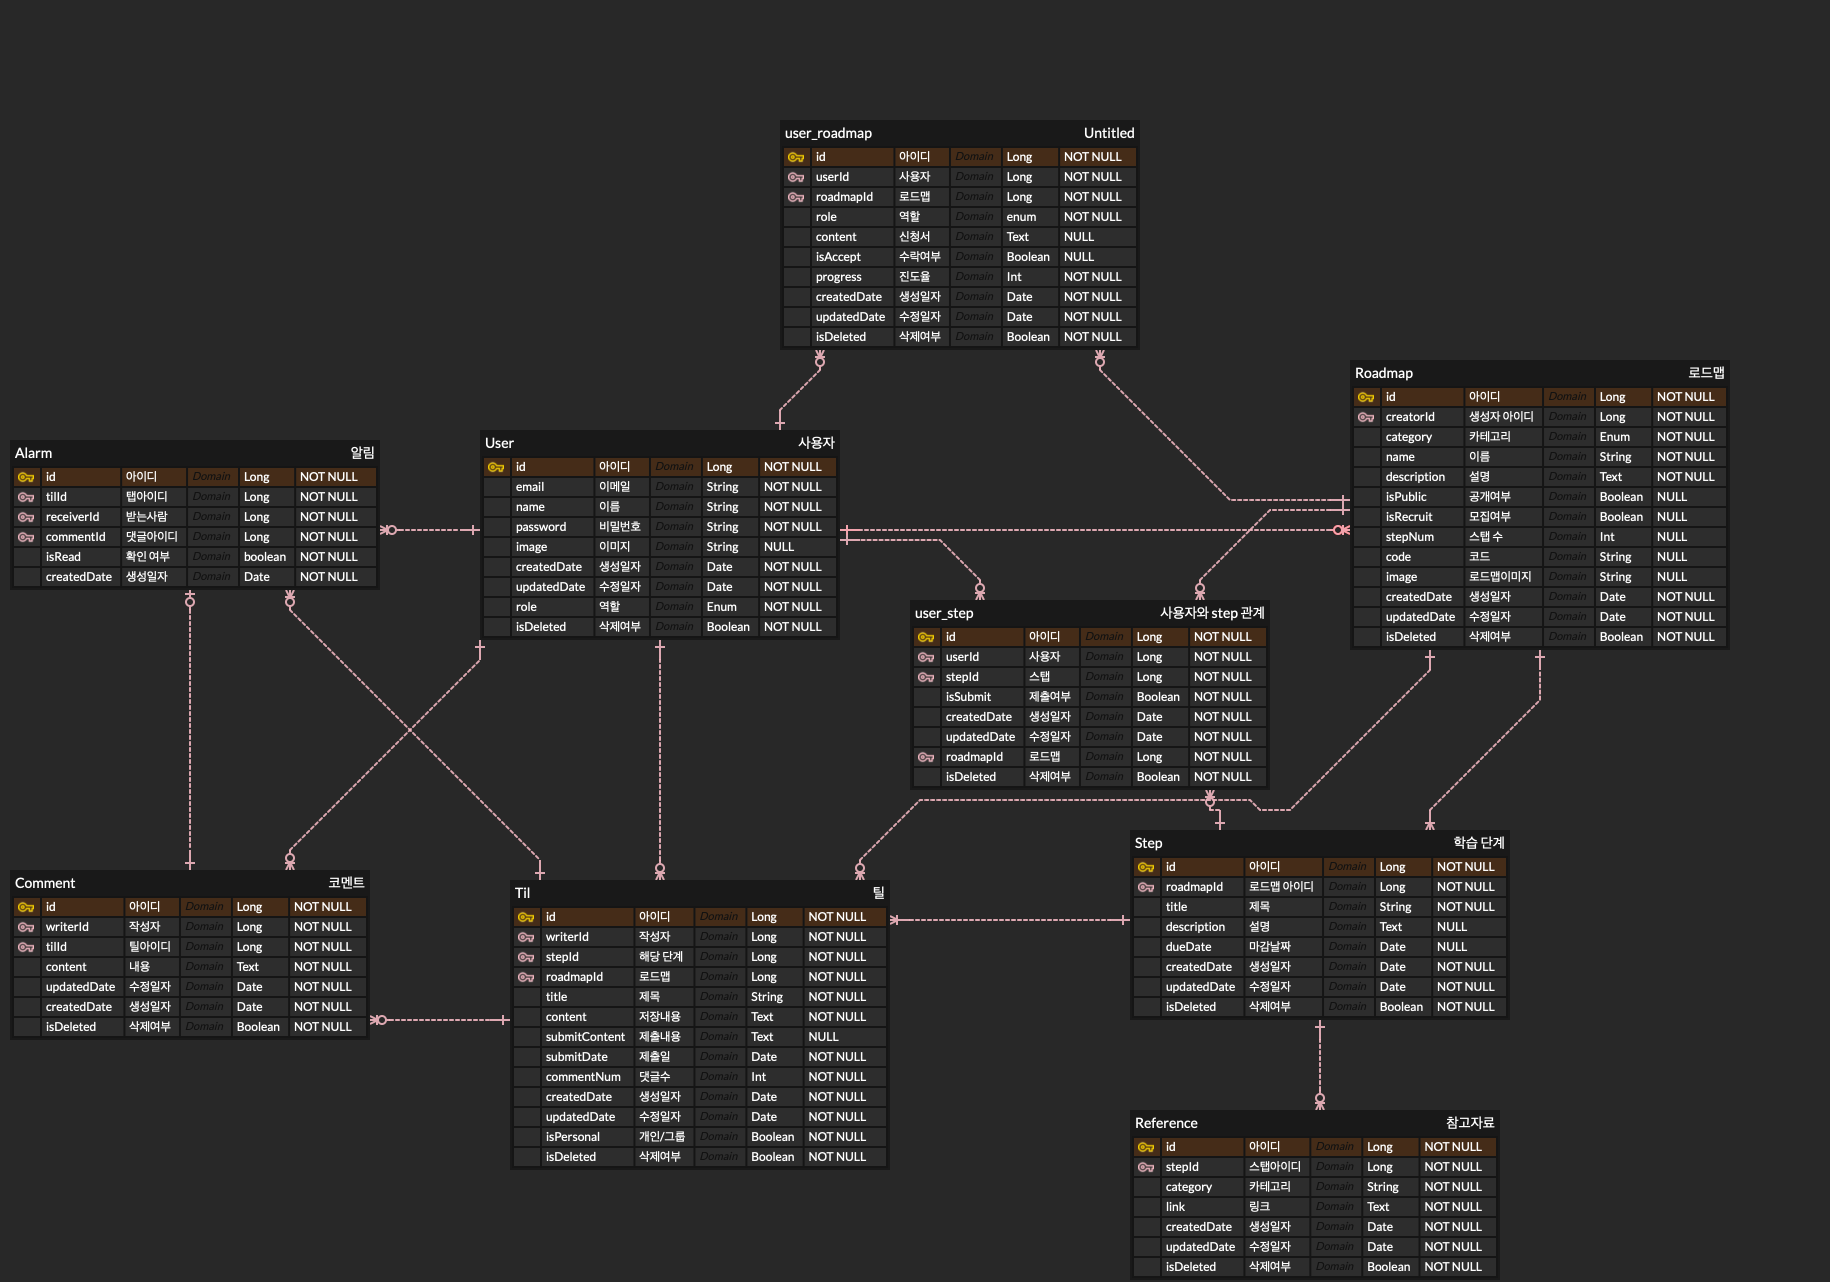 user_roadmap Untitled
id 아이디 Domain Long NOT NULL
userId 사용자 Domain Long NOT NULL
roadmapId 로드맵 Domain Long NOT NULL
role 역할 Domain enum NOT NULL
content 신청서 Domain Text NULL
isAccept 수락여부 Domain Boolean NULL
progress 진도율 Domain Int NOT NULL
createdDate 생성일자 Domain Date NOT NULL
updatedDate 수정일자 Domain Date NOT NULL
isDeleted 삭제여부 Domain Boolean NOT NULL
Roadmap 로드맵
id 아이디 Domain Long NOT NULL
creatorId 생성자 아이디 Domain Long NOT NULL
category 카테고리 Domain Enum NOT NULL
name 이름 Domain String NOT NULL
description 설명 Domain Text NOT NULL
isPublic 공개여부 Domain Boolean NULL
isRecruit 모집여부 Domain Boolean NULL
stepNum 스탭 수 Domain Int NULL
code 코드 Domain String NULL
image 로드맵이미지 Domain String NULL
createdDate 생성일자 Domain Date NOT NULL
updatedDate 수정일자 Domain Date NOT NULL
isDeleted 삭제여부 Domain Boolean NOT NULL
User 사용자
id 아이디 Domain Long NOT NULL
email 이메일 Domain String NOT NULL
name 이름 Domain String NOT NULL
password 비밀번호 Domain String NOT NULL
image 이미지 Domain String NULL
createdDate 생성일자 Domain Date NOT NULL
updatedDate 수정일자 Domain Date NOT NULL
role 역할 Domain Enum NOT NULL
isDeleted 삭제여부 Domain Boolean NOT NULL
Alarm 알림
id 아이디 Domain Long NOT NULL
tilId 탭아이디 Domain Long NOT NULL
receiverId 받는사람 Domain Long NOT NULL
commentId 댓글아이디 Domain Long NOT NULL
isRead 확인 여부 Domain boolean NOT NULL
createdDate 생성일자 Domain Date NOT NULL
user_step 사용자와 step 관계
id 아이디 Domain Long NOT NULL
userId 사용자 Domain Long NOT NULL
stepId 스탭 Domain Long NOT NULL
isSubmit 제출여부 Domain Boolean NOT NULL
createdDate 생성일자 Domain Date NOT NULL
updatedDate 수정일자 Domain Date NOT NULL
roadmapId 로드맵 Domain Long NOT NULL
isDeleted 삭제여부 Domain Boolean NOT NULL
Step 학습 단계
id 아이디 Domain Long NOT NULL
roadmapId 로드맵 아이디 Domain Long NOT NULL
title 제목 Domain String NOT NULL
description 설명 Domain Text NULL
dueDate 마감날짜 Domain Date NULL
createdDate 생성일자 Domain Date NOT NULL
updatedDate 수정일자 Domain Date NOT NULL
isDeleted 삭제여부 Domain Boolean NOT NULL
Comment 코멘트
id 아이디 Domain Long NOT NULL
writerId 작성자 Domain Long NOT NULL
tilId 틸아이디 Domain Long NOT NULL
content 내용 Domain Text NOT NULL
updatedDate 수정일자 Domain Date NOT NULL
createdDate 생성일자 Domain Date NOT NULL
isDeleted 삭제여부 Domain Boolean NOT NULL
Til 틸
id 아이디 Domain Long NOT NULL
writerId 작성자 Domain Long NOT NULL
stepId 해당 단계 Domain Long NOT NULL
roadmapId 로드맵 Domain Long NOT NULL
title 제목 Domain String NOT NULL
content 저장내용 Domain Text NOT NULL
submitContent 제출내용 Domain Text NULL
submitDate 제출일 Domain Date NOT NULL
commentNum 댓글수 Domain Int NOT NULL
createdDate 생성일자 Domain Date NOT NULL
updatedDate 수정일자 Domain Date NOT NULL
isPersonal 개인/그룹 Domain Boolean NOT NULL
isDeleted 삭제여부 Domain Boolean NOT NULL
Reference 참고자료
id 아이디 Domain Long NOT NULL
stepId 스탭아이디 Domain Long NOT NULL
category 카테고리 Domain String NOT NULL
link 링크 Domain Text NOT NULL
createdDate 생성일자 Domain Date NOT NULL
updatedDate 수정일자 Domain Date NOT NULL
isDeleted 삭제여부 Domain Boolean NOT NULL